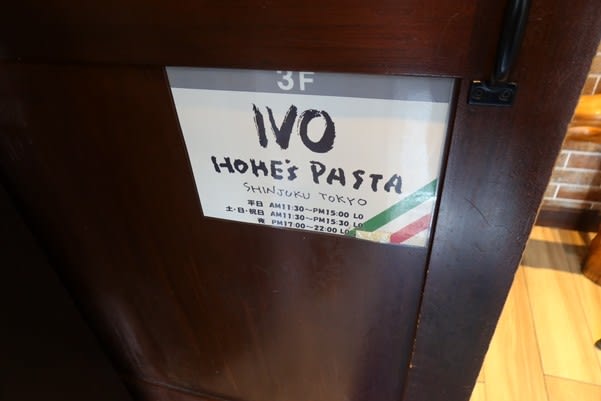 3F
IVO
HOME's PASTA
SHINJUKU TOKYO
平日 AM11:30～PM15:00 LO
土・日・祝日 AM11:30～PM15:30 LO
夜 PM17:00～22:00 LO